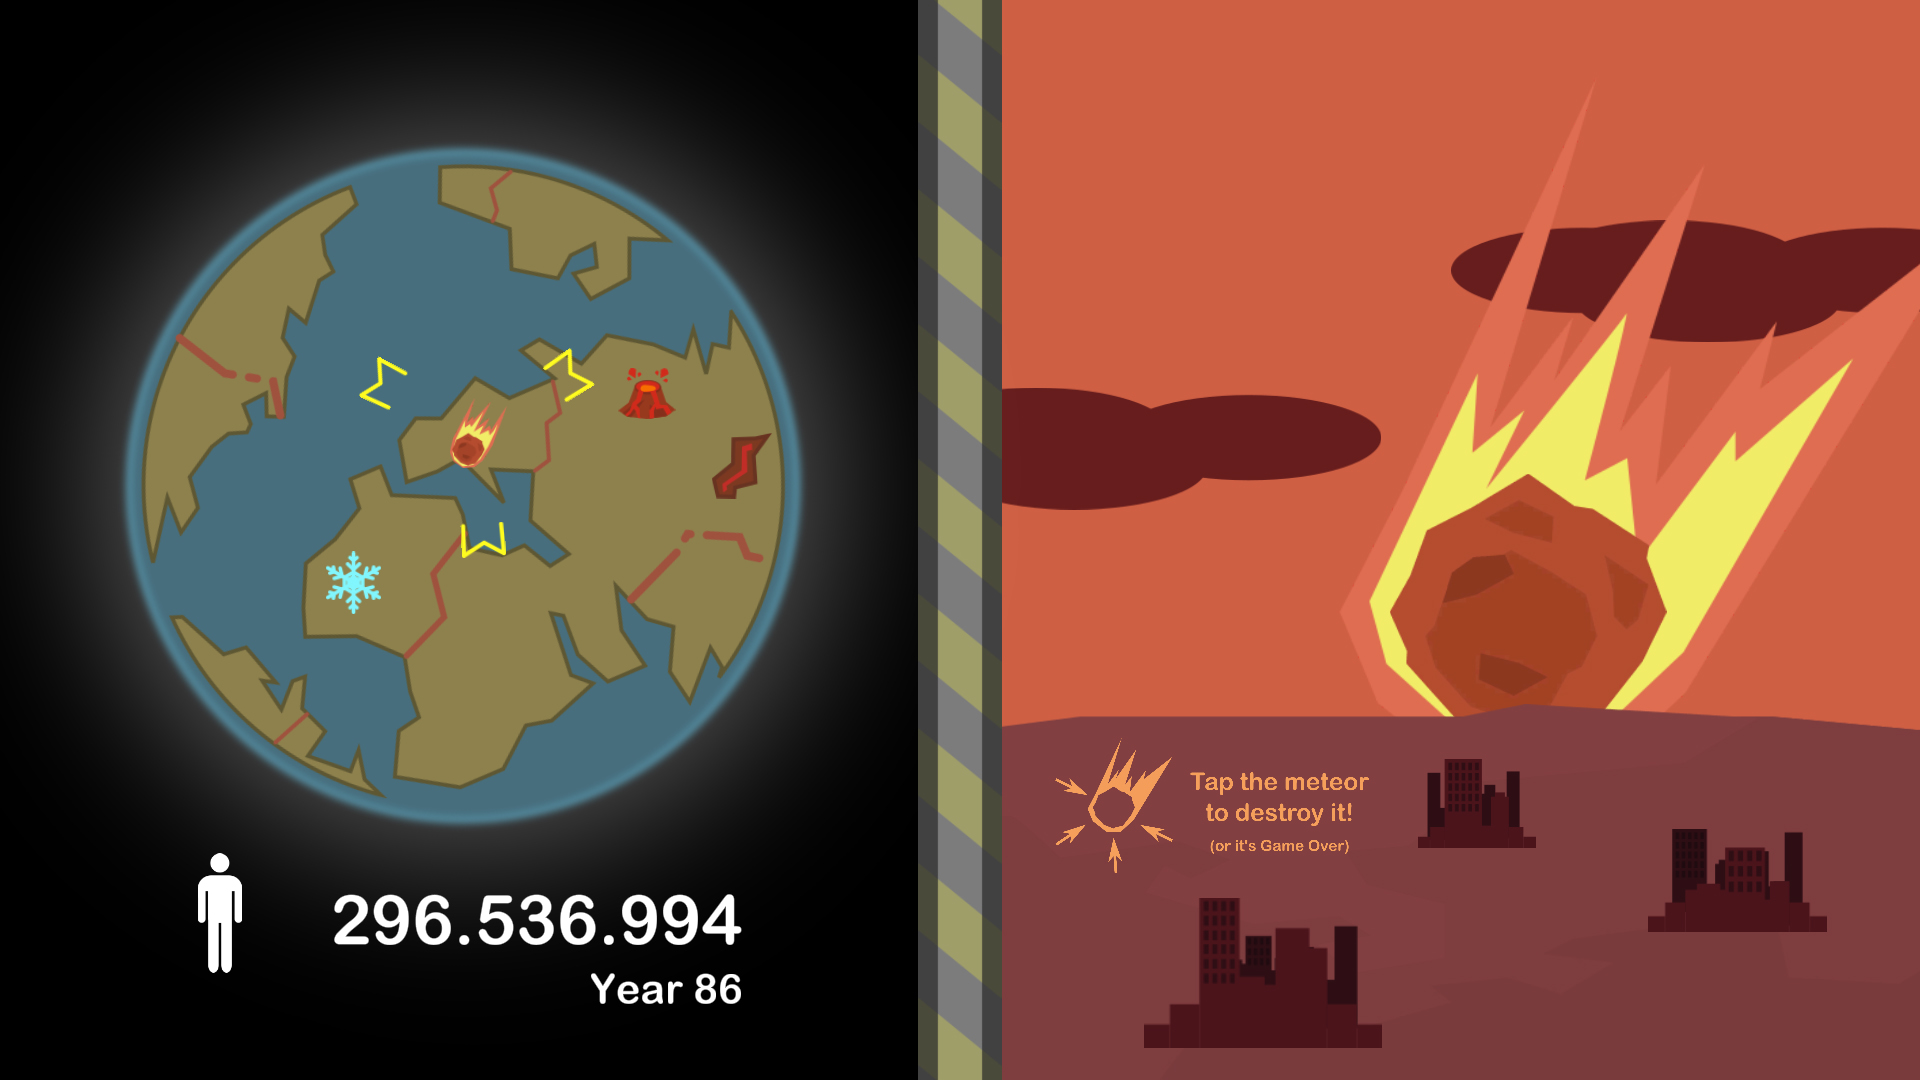 296.536.994
Year 86
Tap the meteor
to destroy it!
(or it's Game Over)